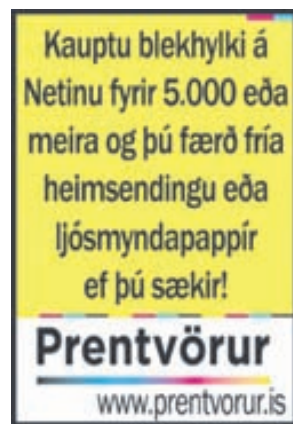 Kauptu blekhylki á
Netinu fyrir 5.000 eða
meira og þú færð fría
heimsendingu eða
ljósmyndapappír
ef þú sækir!
Prentvörur
www.prentvorur.is